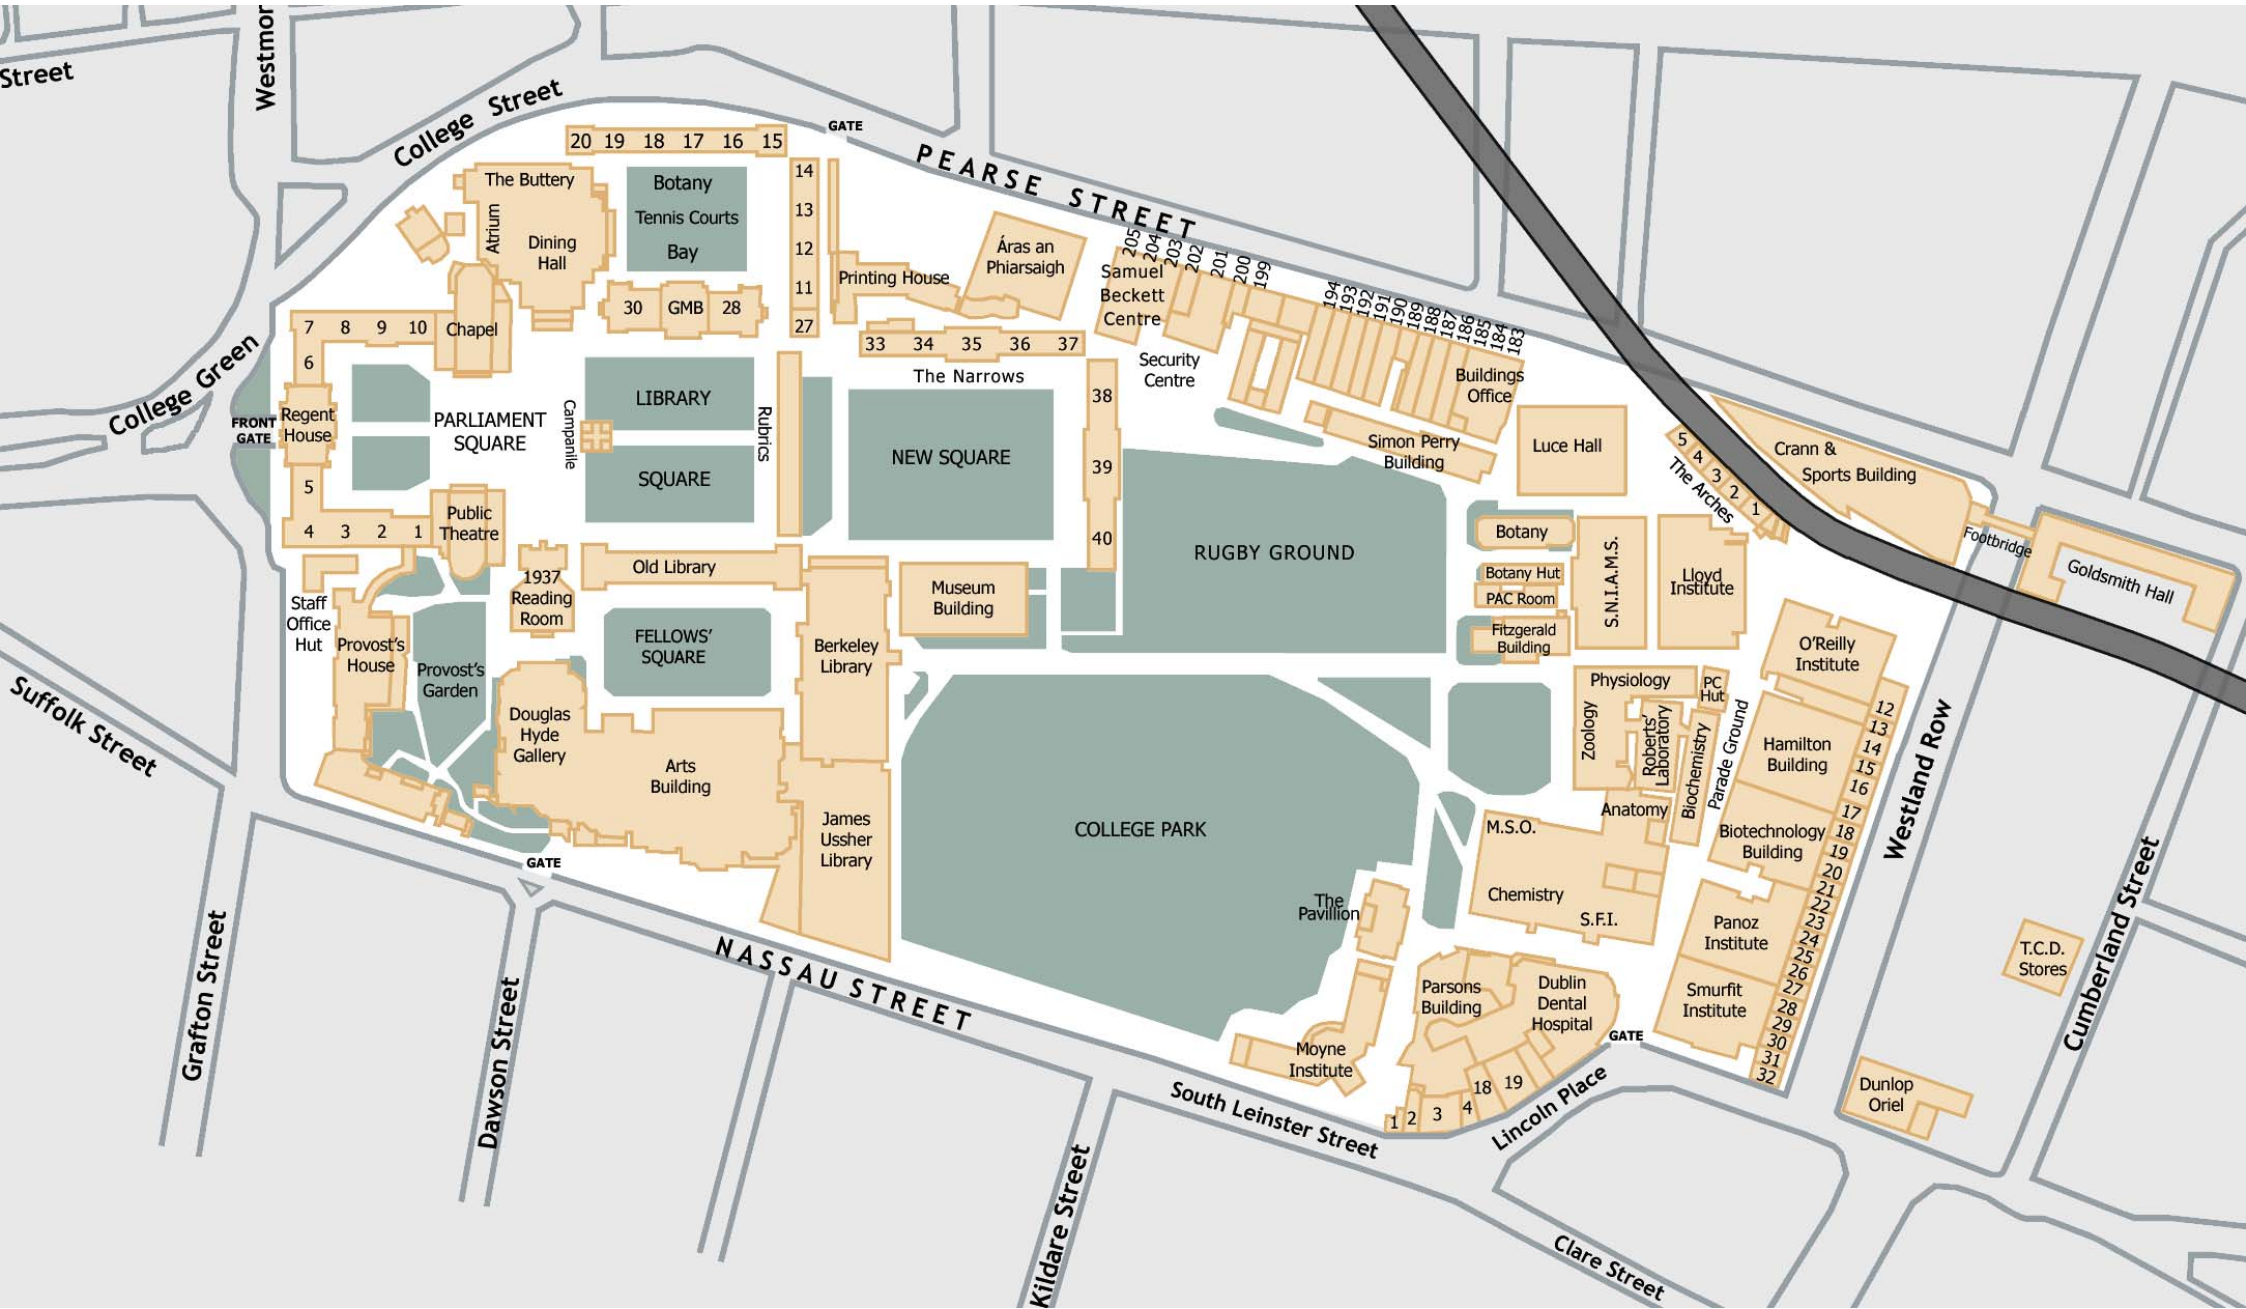 Street
Westmor
College Street
GATE
PEARSE STREET
20 19 18 17 16 15
14
13
12
11
27
The Buttery
Atrium
Dining
Hall
Botany
Tennis Courts
Bay
30 GMB 28
Printing House
Áras an
Phiarsaigh
33 34 35 36 37
The Narrows
205
204
203
202
201
200
199
Samuel
Beckett
Centre
Security
Centre
194
193
192
191
190
189
188
187
186
185
184
183
Buildings
Office
Simon Perry
Building
Luce Hall
College Green
FRONT
GATE
7 8 9 10
6
Chapel
Regent
House
5
4 3 2 1
PARLIAMENT
SQUARE
Public
Theatre
Campanile
LIBRARY
SQUARE
Rubrics
NEW SQUARE
38
39
40
RUGBY GROUND
5
4
3
2
1
The Arches
Crann &
Sports Building
Footbridge
Goldsmith Hall
Botany
Botany Hut
PAC Room
Fitzgerald
Building
S.N.I.A.M.S.
Lloyd
Institute
Staff
Office
Hut
Provost's
House
Provost's
Garden
1937
Reading
Room
Old Library
FELLOWS'
SQUARE
Berkeley
Library
Museum
Building
Douglas
Hyde
Gallery
Arts
Building
James
Ussher
Library
COLLEGE PARK
The
Pavillion
Physiology
PC
Hut
Zoology
Roberts'
Laboratory
Biochemistry
Parade Ground
Anatomy
M.S.O.
Chemistry
S.F.I.
O'Reilly
Institute
Hamilton
Building
Biotechnology
Building
Panoz
Institute
Smurfit
Institute
12
13
14
15
16
17
18
19
20
21
22
23
24
25
26
27
28
29
30
31
32
Westland Row
Parsons
Building
Dublin
Dental
Hospital
GATE
Moyne
Institute
1 2 3 4 18 19
Lincoln Place
T.C.D.
Stores
Dunlop
Oriel
Cumberland Street
Suffolk Street
GATE
Grafton Street
Dawson Street
NASSAU STREET
Kildare Street
South Leinster Street
Clare Street